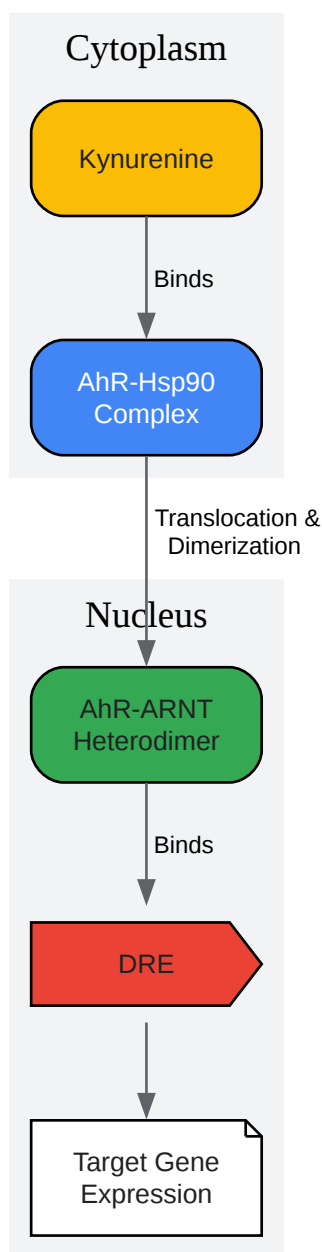 Cytoplasm
Kynurenine
Binds
AhR-Hsp90
Complex
Translocation &
Dimerization
Nucleus
AhR-ARNT
Heterodimer
Binds
DRE
Target Gene
Expression